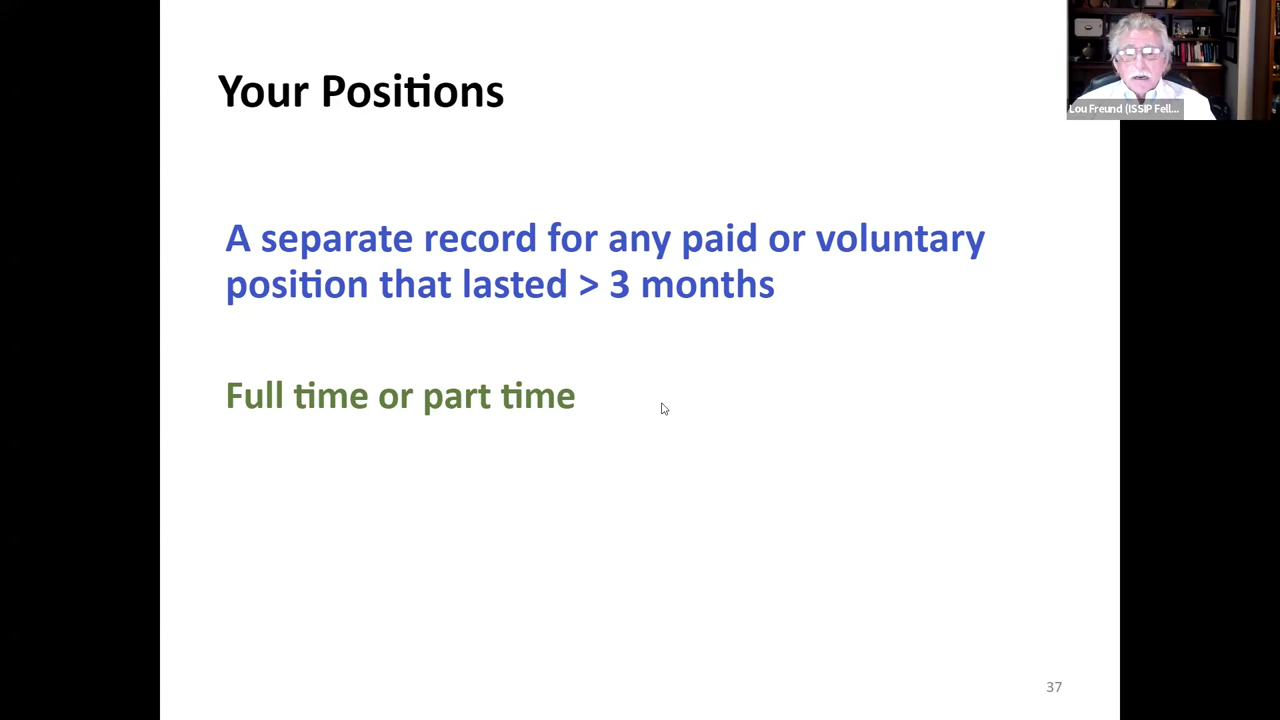 Your Positions
Lou Freund (ISSIP Fell...
A separate record for any paid or voluntary
position that lasted > 3 months
Full time or part time
37